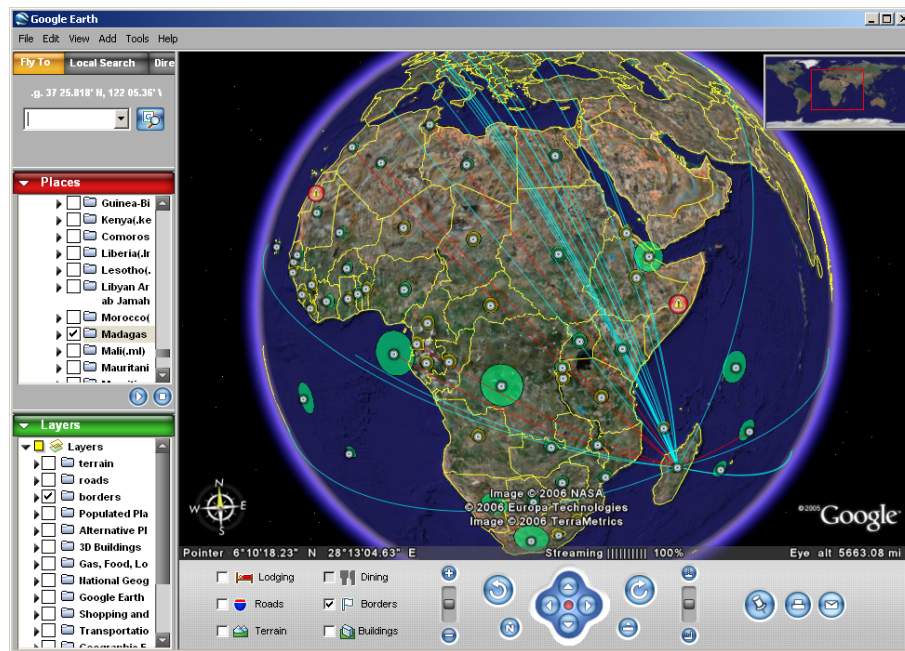 Google Earth
File Edit View Add Tools Help
Fly To Local Search Dire
.g. 37 25.818' N, 122 05.36' \
Places
Guinea-Bi
Kenya(.ke
Comoros
Liberia(.lr
Lesotho(.
Libyan Ar
ab Jamah
Morocco(
Madagas
Mali(.ml)
Mauritani
Layers
Layers
terrain
roads
borders
Populated Pla
Alternative Pl
3D Buildings
Gas, Food, Lo
National Geog
Google Earth
Shopping and
Transportatio
N
W E
S
Image © 2006 NASA
© 2006 Europa Technologies
Image © 2006 TerraMetrics
© 2005 Google
Pointer 6°10'18.23" N 28°13'04.63" E Streaming |||||||||| 100% Eye alt 5663.08 mi
Lodging Dining
Roads Borders
Terrain Buildings
N